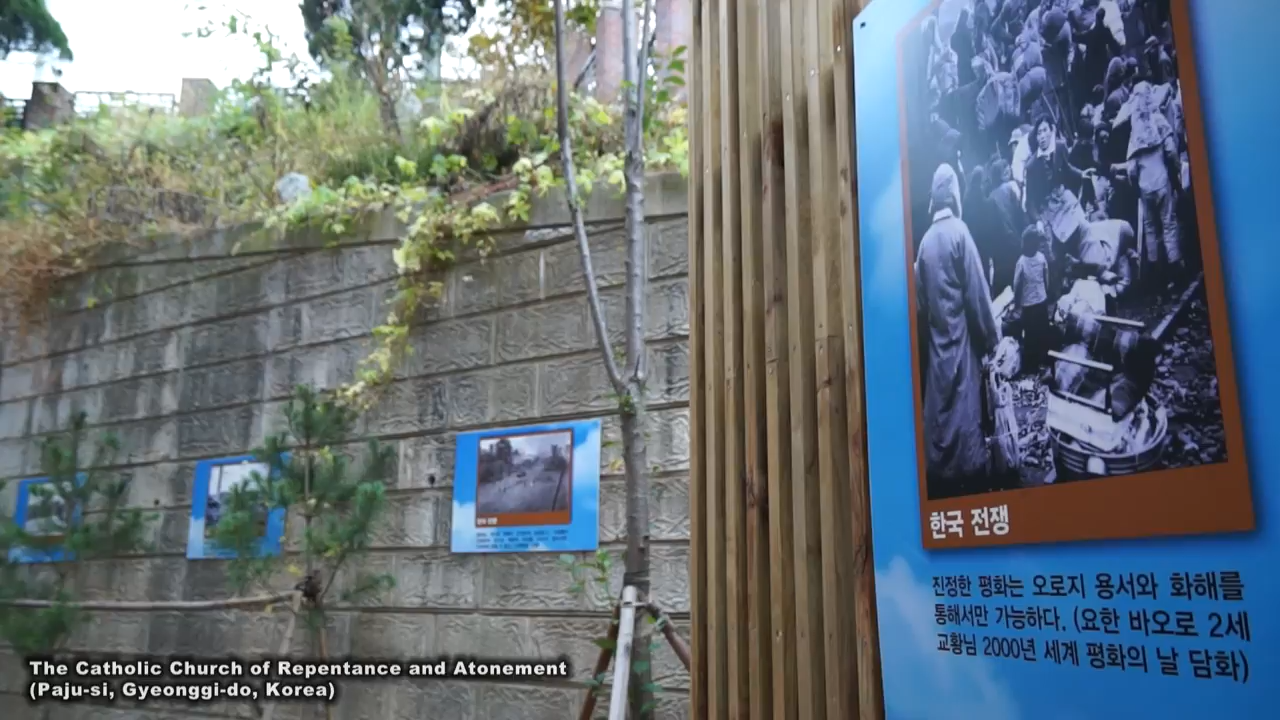 한국 전쟁
진정한 평화는 오로지 용서와 화해를
통해서만 가능하다. (요한 바오로 2세
교황님 2000년 세계 평화의 날 담화)
The Catholic Church of Repentance and Atonement
(Paju-si, Gyeonggi-do, Korea)